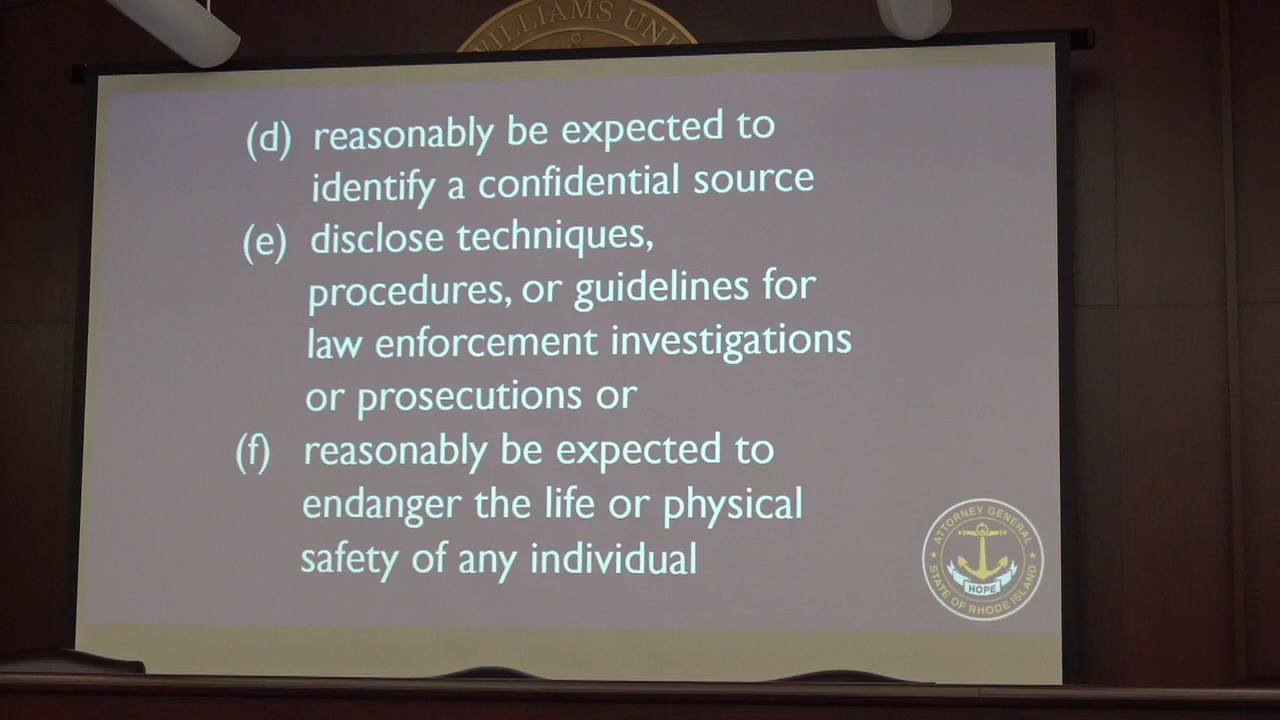 WILLIAMS UNI
(d) reasonably be expected to
identify a confidential source
(e) disclose techniques,
procedures, or guidelines for
law enforcement investigations
or prosecutions or
(f) reasonably be expected to
endanger the life or physical
safety of any individual
ATTORNEY GENERAL
HOPE
STATE OF RHODE ISLAND